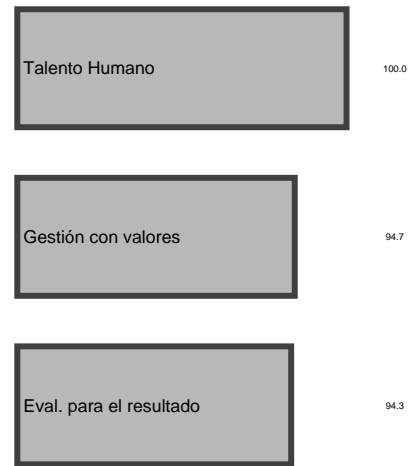 Talento Humano
100.0
Gestión con valores
94.7
Eval. para el resultado
94.3